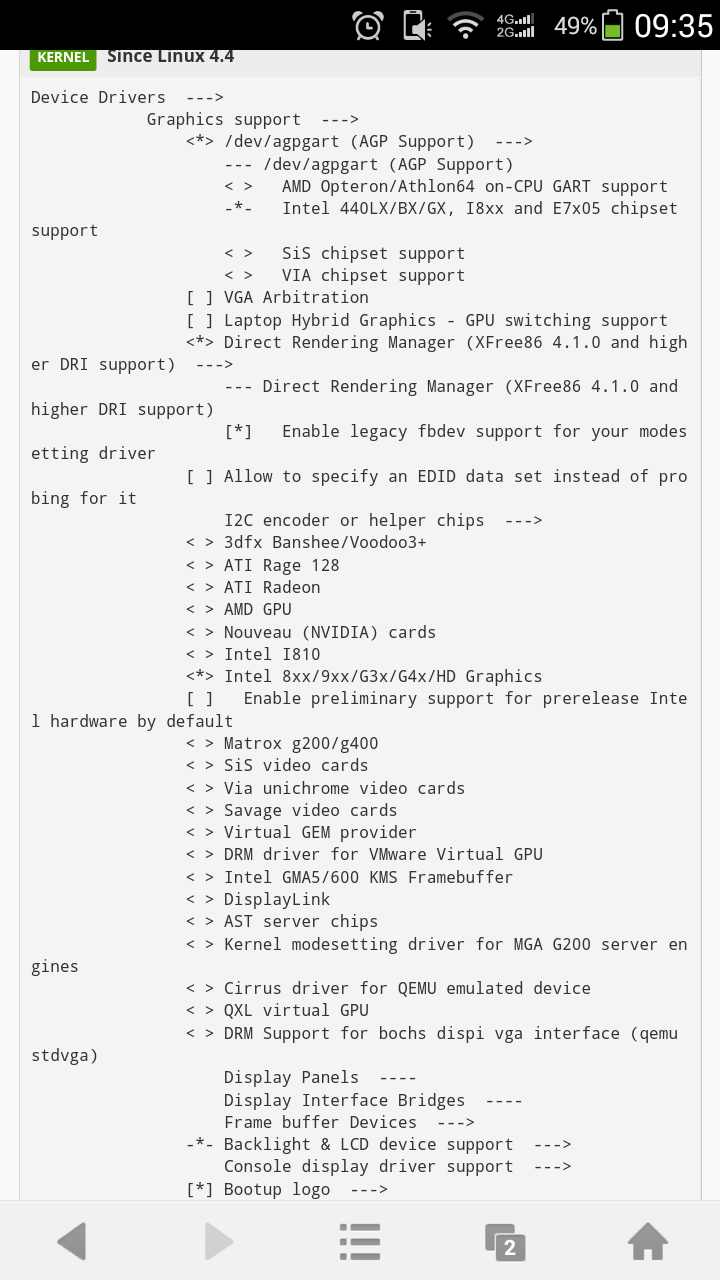 4G 2G 49% 09:35
KERNEL Since Linux 4.4
Device Drivers --->
Graphics support --->
<*> /dev/agpgart (AGP Support) --->
--- /dev/agpgart (AGP Support)
< > AMD Opteron/Athlon64 on-CPU GART support
-*- Intel 440LX/BX/GX, I8xx and E7x05 chipset
support
< > SiS chipset support
< > VIA chipset support
[ ] VGA Arbitration
[ ] Laptop Hybrid Graphics - GPU switching support
<*> Direct Rendering Manager (XFree86 4.1.0 and high
er DRI support) --->
--- Direct Rendering Manager (XFree86 4.1.0 and
higher DRI support)
[*] Enable legacy fbdev support for your modes
etting driver
[ ] Allow to specify an EDID data set instead of pro
bing for it
I2C encoder or helper chips --->
< > 3dfx Banshee/Voodoo3+
< > ATI Rage 128
< > ATI Radeon
< > AMD GPU
< > Nouveau (NVIDIA) cards
< > Intel I810
<*> Intel 8xx/9xx/G3x/G4x/HD Graphics
[ ] Enable preliminary support for prerelease Inte
l hardware by default
< > Matrox g200/g400
< > SiS video cards
< > Via unichrome video cards
< > Savage video cards
< > Virtual GEM provider
< > DRM driver for VMware Virtual GPU
< > Intel GMA5/600 KMS Framebuffer
< > DisplayLink
< > AST server chips
< > Kernel modesetting driver for MGA G200 server en
gines
< > Cirrus driver for QEMU emulated device
< > QXL virtual GPU
< > DRM Support for bochs dispi vga interface (qemu
stdvga)
Display Panels ----
Display Interface Bridges ----
Frame buffer Devices --->
-*- Backlight & LCD device support --->
Console display driver support --->
[*] Bootup logo --->
2